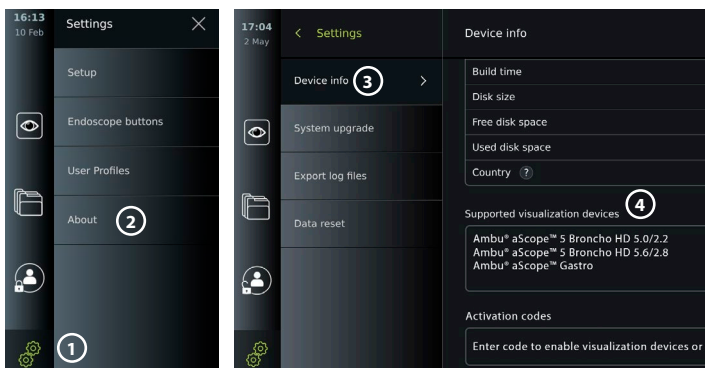 16:13
10 Feb
Settings
Setup
Endoscope buttons
User Profiles
About
2
1
17:04
2 May
Settings
Device info
3
System upgrade
Export log files
Data reset
Device info
Build time
Disk size
Free disk space
Used disk space
Country ?
Supported visualization devices
4
Ambu® aScope™ 5 Broncho HD 5.0/2.2
Ambu® aScope™ 5 Broncho HD 5.6/2.8
Ambu® aScope™ Gastro
Activation codes
Enter code to enable visualization devices or